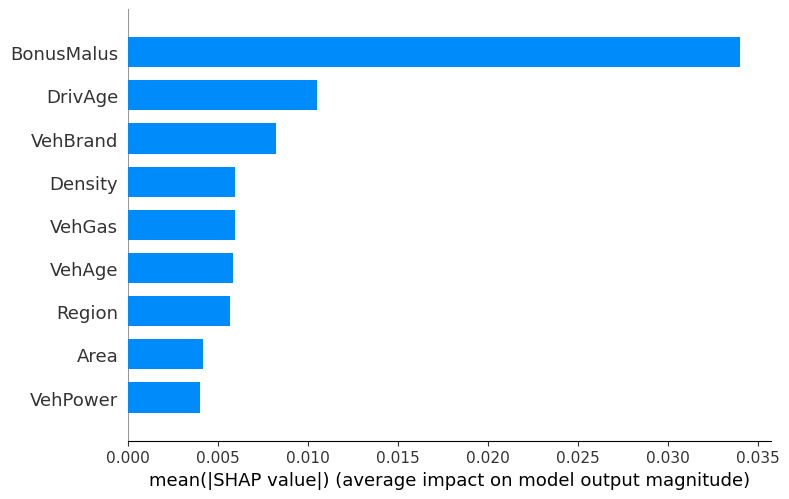 BonusMalus
DrivAge
VehBrand
Density
VehGas
VehAge
Region
Area
VehPower
0.000 0.005 0.010 0.015 0.020 0.025 0.030 0.035
mean(|SHAP value|) (average impact on model output magnitude)